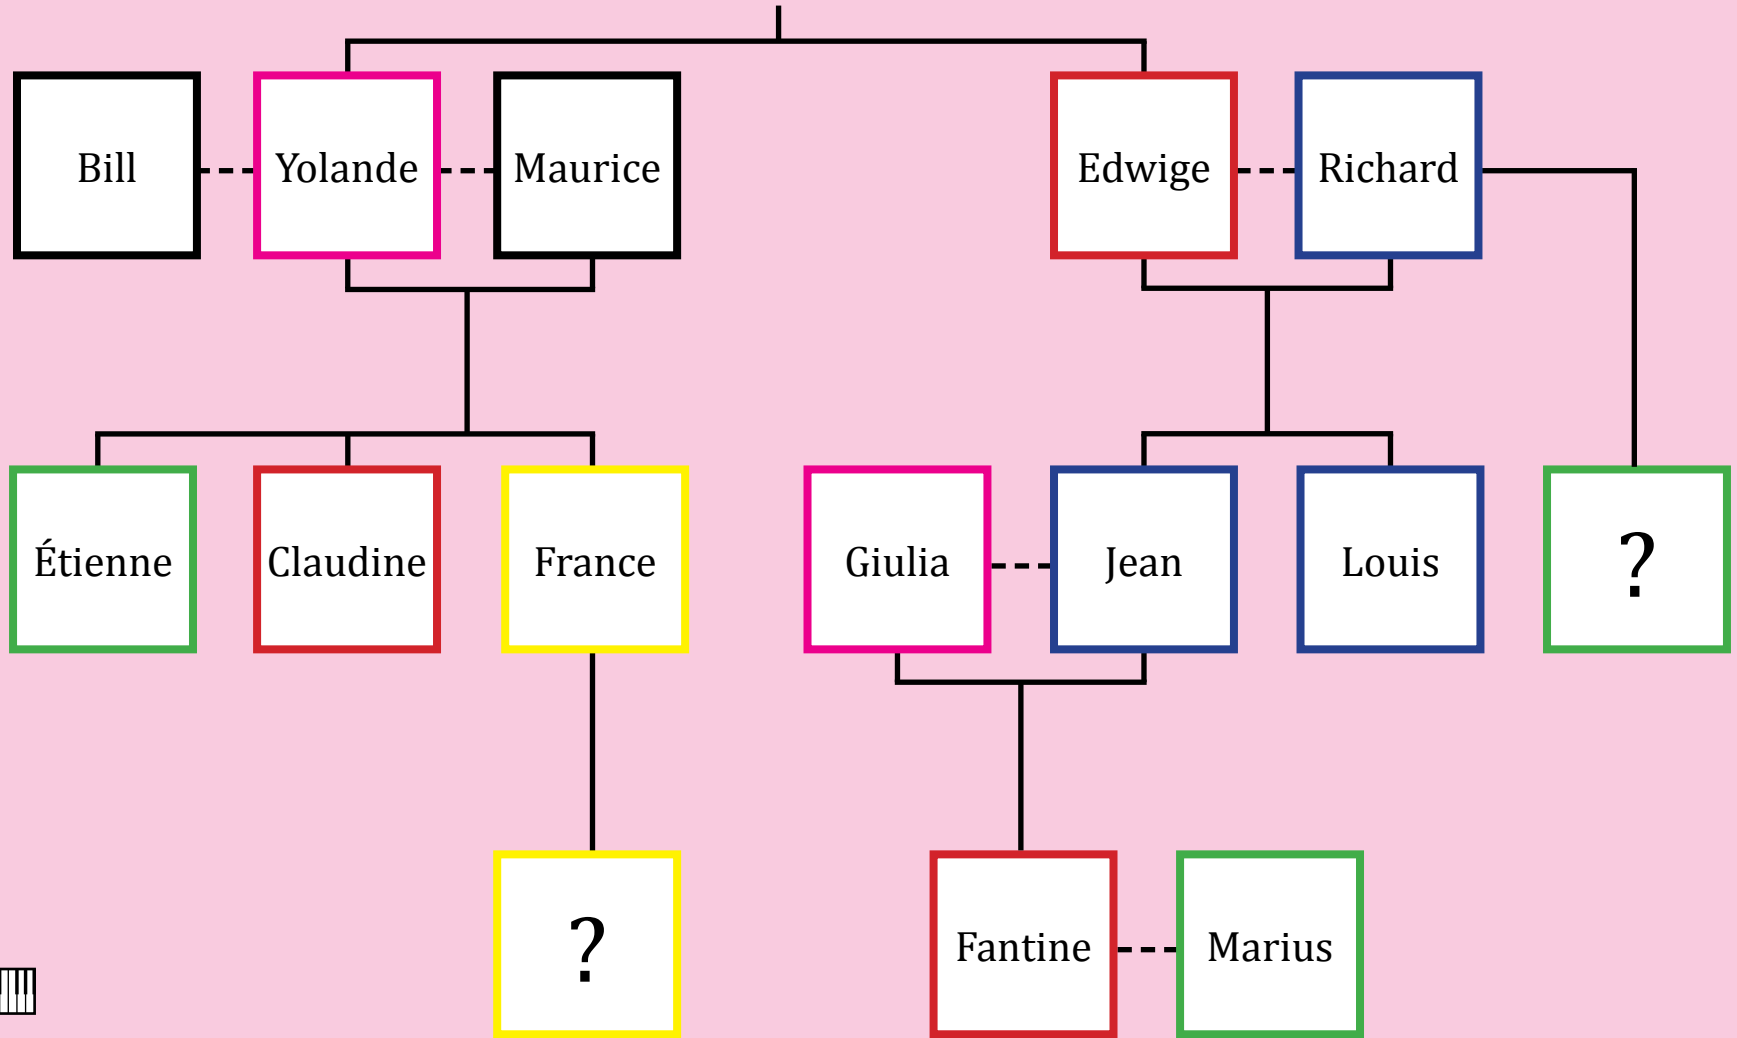 Bill
Yolande
Maurice
Edwige
Richard
Étienne
Claudine
France
Giulia
Jean
Louis
?
?
Fantine
Marius